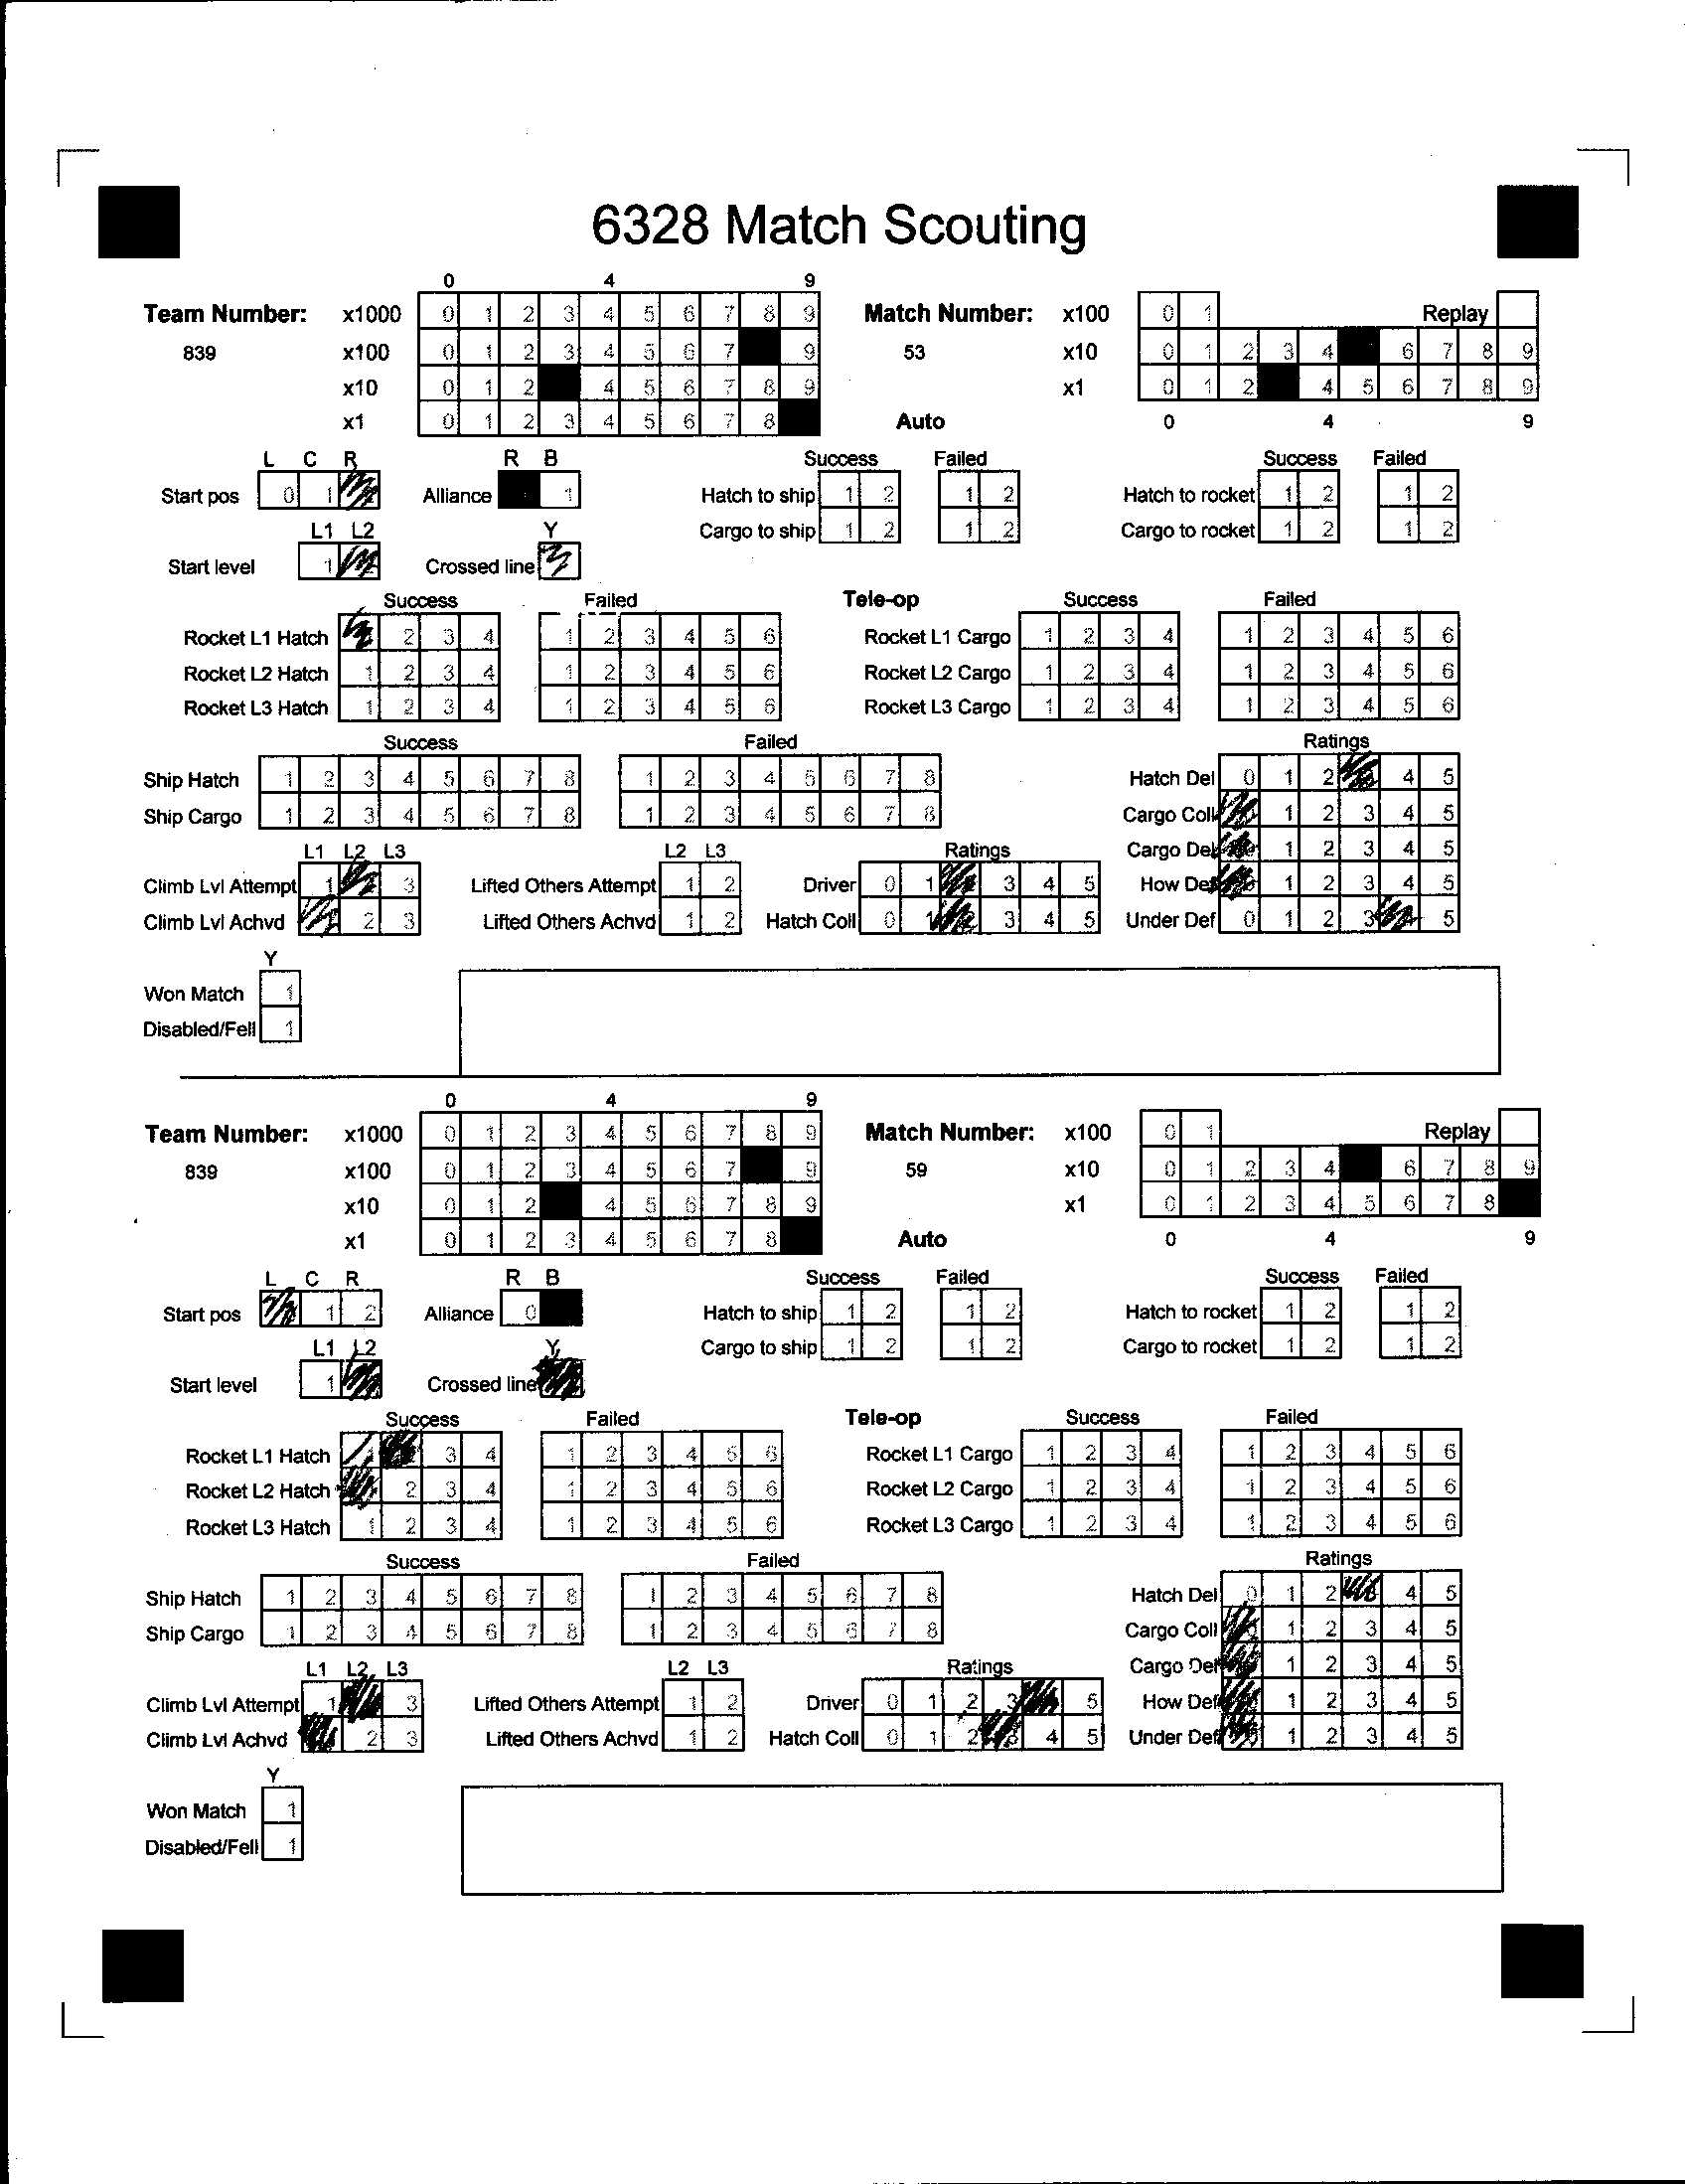 6328 Match Scouting
0 4 9
Team Number: x1000 0 1 2 3 4 5 6 7 8 9 Match Number: x100 0 1 Replay
839 x100 0 1 2 3 4 5 6 7 9 53 x10 0 1 2 3 4 6 7 8 9
x10 0 1 2 4 5 6 7 8 9 x1 0 1 2 4 5 6 7 8 9
x1 0 1 2 3 4 5 6 7 8 Auto 0 4 9
L C R R B Success Failed Success Failed
Start pos 0 1 Alliance 1 Hatch to ship 1 2 1 2 Hatch to rocket 1 2 1 2
L1 L2 Y Cargo to ship 1 2 1 2 Cargo to rocket 1 2 1 2
Start level 1 Crossed line
Success Failed Tele-op Success Failed
Rocket L1 Hatch 2 3 4 1 2 3 4 5 6 Rocket L1 Cargo 1 2 3 4 1 2 3 4 5 6
Rocket L2 Hatch 1 2 3 4 1 2 3 4 5 6 Rocket L2 Cargo 1 2 3 4 1 2 3 4 5 6
Rocket L3 Hatch 1 2 3 4 1 2 3 4 5 6 Rocket L3 Cargo 1 2 3 4 1 2 3 4 5 6
Success Failed Ratings
Ship Hatch 1 2 3 4 5 6 7 8 1 2 3 4 5 6 7 8 Hatch Del 0 1 2 4 5
Ship Cargo 1 2 3 4 5 6 7 8 1 2 3 4 5 6 7 8 Cargo Coll 1 2 3 4 5
L1 L2 L3 L2 L3 Ratings Cargo Del 1 2 3 4 5
Climb Lvl Attempt 1 3 Lifted Others Attempt 1 2 Driver 0 1 3 4 5 How Def 1 2 3 4 5
Climb Lvl Achvd 2 3 Lifted Others Achvd 1 2 Hatch Coll 0 1 2 3 4 5 Under Def 0 1 2 3 5
Y
Won Match 1
Disabled/Fell 1
0 4 9
Team Number: x1000 0 1 2 3 4 5 6 7 8 9 Match Number: x100 0 1 Replay
839 x100 0 1 2 3 4 5 6 7 9 59 x10 0 1 2 3 4 6 7 8 9
x10 0 1 2 4 5 6 7 8 9 x1 0 1 2 3 4 5 6 7 8
x1 0 1 2 3 4 5 6 7 8 Auto 0 4 9
L C R R B Success Failed Success Failed
Start pos 1 2 Alliance 0 Hatch to ship 1 2 1 2 Hatch to rocket 1 2 1 2
L1 L2 Y Cargo to ship 1 2 1 2 Cargo to rocket 1 2 1 2
Start level 1 Crossed line
Success Failed Tele-op Success Failed
Rocket L1 Hatch 1 3 4 1 2 3 4 5 6 Rocket L1 Cargo 1 2 3 4 1 2 3 4 5 6
Rocket L2 Hatch 2 3 4 1 2 3 4 5 6 Rocket L2 Cargo 1 2 3 4 1 2 3 4 5 6
Rocket L3 Hatch 1 2 3 4 1 2 3 4 5 6 Rocket L3 Cargo 1 2 3 4 1 2 3 4 5 6
Success Failed Ratings
Ship Hatch 1 2 3 4 5 6 7 8 1 2 3 4 5 6 7 8 Hatch Del 0 1 2 4 5
Ship Cargo 1 2 3 4 5 6 7 8 1 2 3 4 5 6 7 8 Cargo Coll 1 2 3 4 5
L1 L2 L3 L2 L3 Ratings Cargo Del 1 2 3 4 5
Climb Lvl Attempt 1 3 Lifted Others Attempt 1 2 Driver 0 1 2 3 5 How Def 1 2 3 4 5
Climb Lvl Achvd 2 3 Lifted Others Achvd 1 2 Hatch Coll 0 1 2 3 4 5 Under Def 1 2 3 4 5
Y
Won Match 1
Disabled/Fell 1